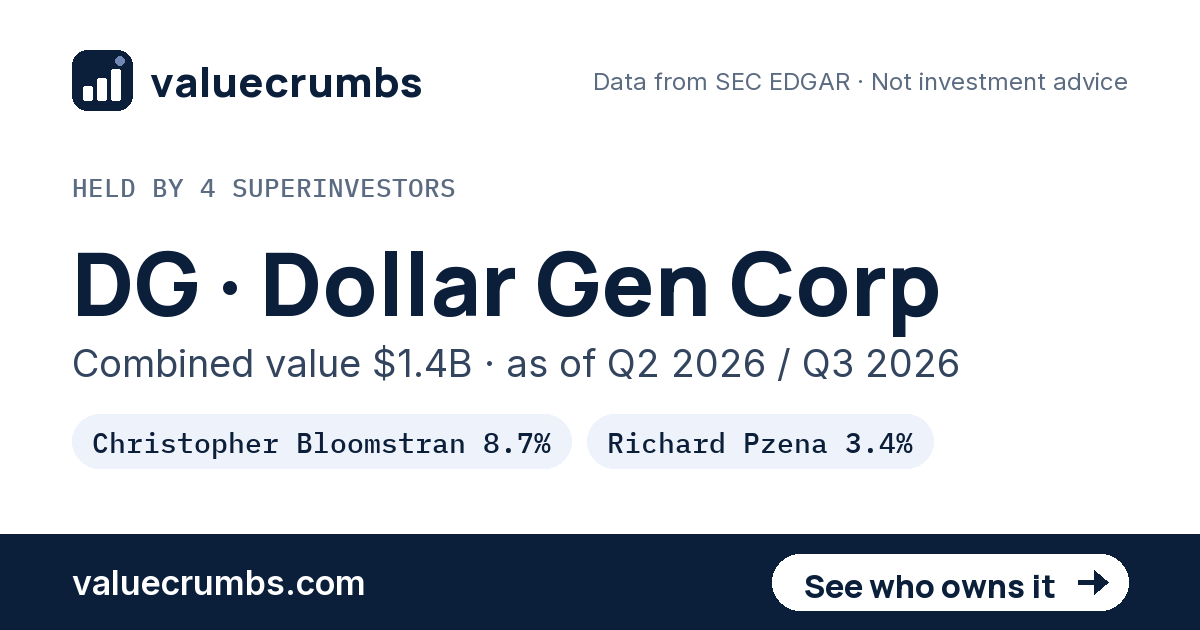 valuecrumbs
Data from SEC EDGAR · Not investment advice
HELD BY 4 SUPERINVESTORS
DG · Dollar Gen Corp
Combined value $1.4B · as of Q2 2026 / Q3 2026
Christopher Bloomstran 8.7%
Richard Pzena 3.4%
valuecrumbs.com
See who owns it →